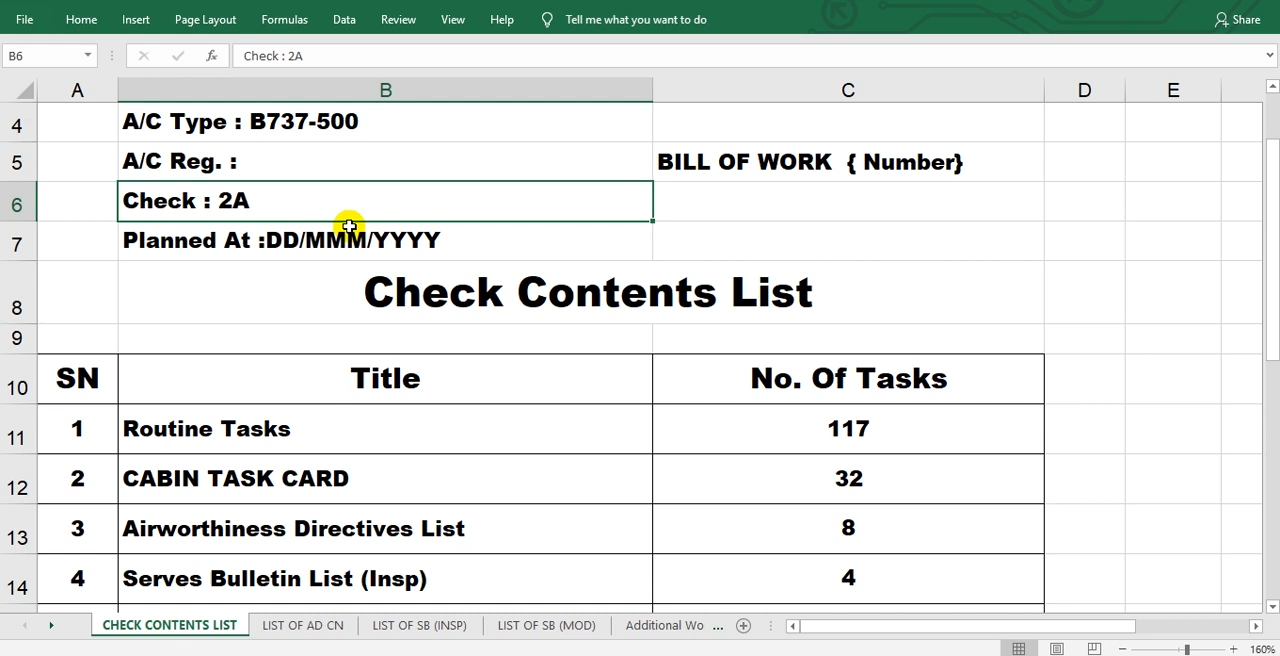 File Home Insert Page Layout Formulas Data Review View Help Tell me what you want to do Share
B6 fx Check : 2A
A B C D E
4 A/C Type : B737-500
5 A/C Reg. : BILL OF WORK { Number}
6 Check : 2A
7 Planned At :DD/MMM/YYYY
8 Check Contents List
9
10 SN Title No. Of Tasks
11 1 Routine Tasks 117
12 2 CABIN TASK CARD 32
13 3 Airworthiness Directives List 8
14 4 Serves Bulletin List (Insp) 4
CHECK CONTENTS LIST LIST OF AD CN LIST OF SB (INSP) LIST OF SB (MOD) Additional Wo ...
160%